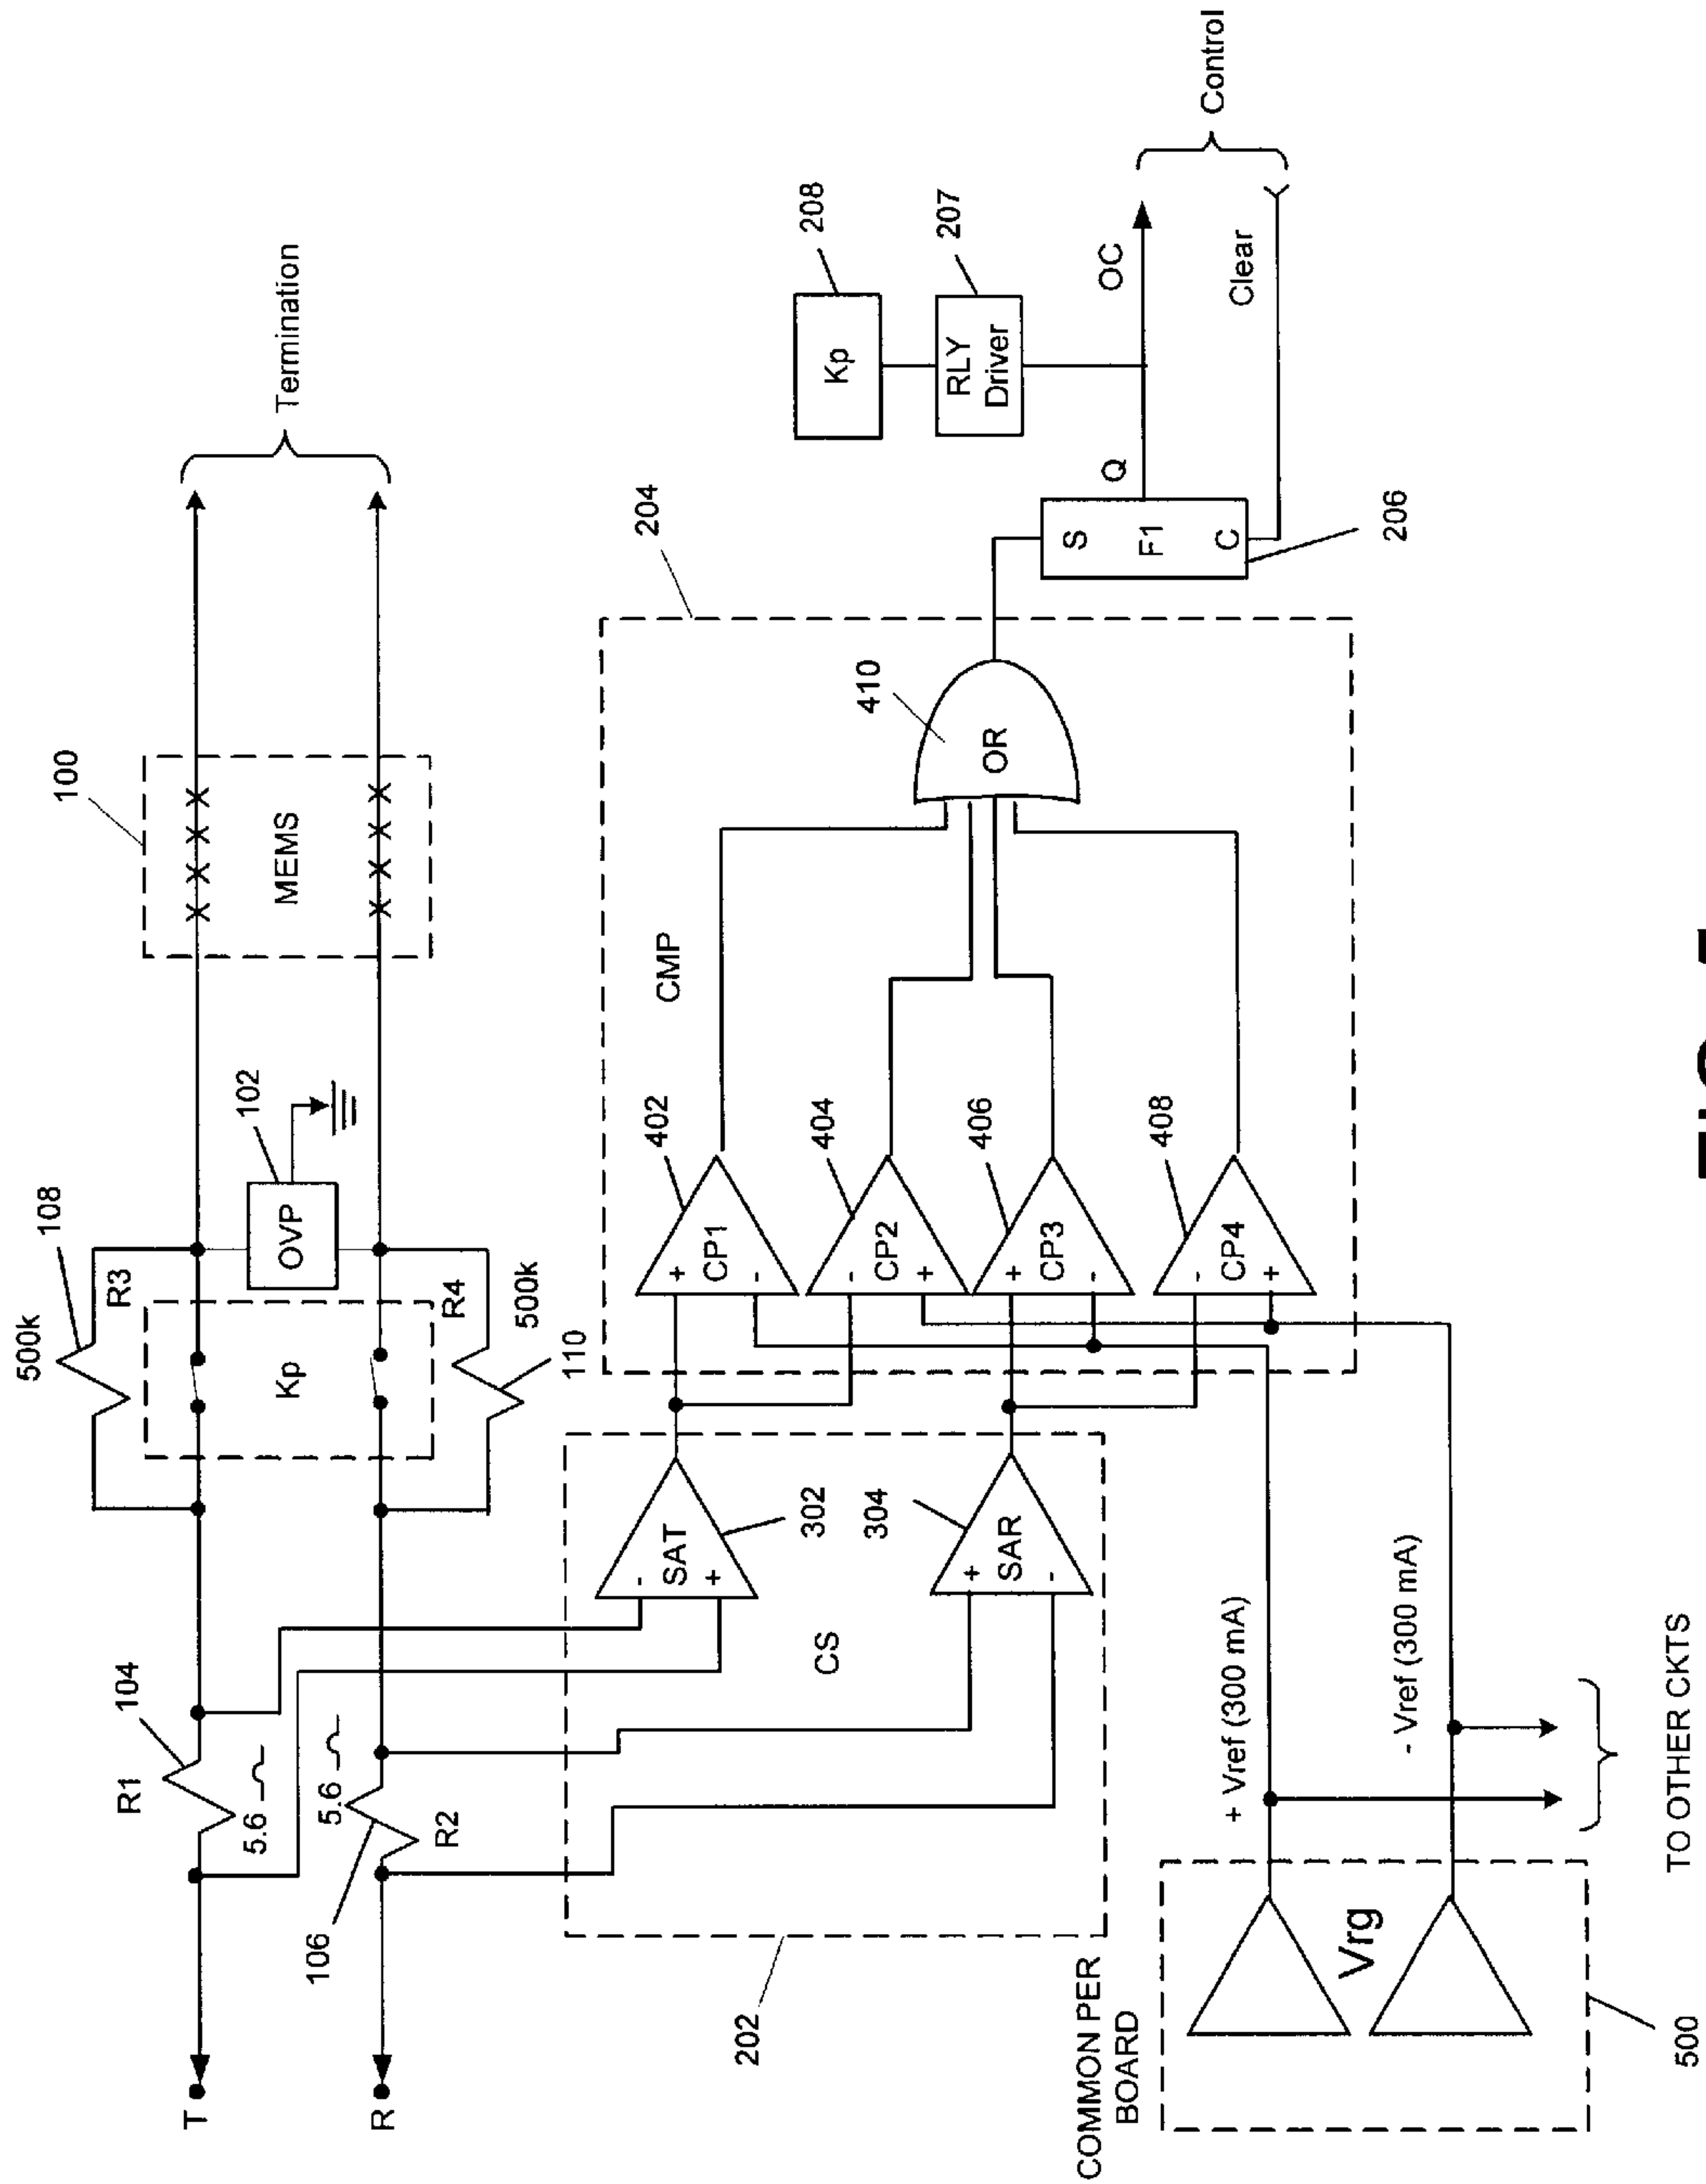 500k
108
R3
100
Termination
T
R1
104
5.6
Kp
OVP
102
MEMS
R
106
5.6
R2
R4
500k
110
202
CS
SAT
-
+
302
304
SAR
+
-
204
CMP
402
CP1
+
-
404
CP2
-
+
406
CP3
+
-
408
CP4
-
+
410
OR
208
Kp
207
RLY
Driver
S
F1
C
Q
206
OC
Clear
Control
COMMON PER
BOARD
Vrg
500
+ Vref (300 mA)
- Vref (300 mA)
TO OTHER CKTS